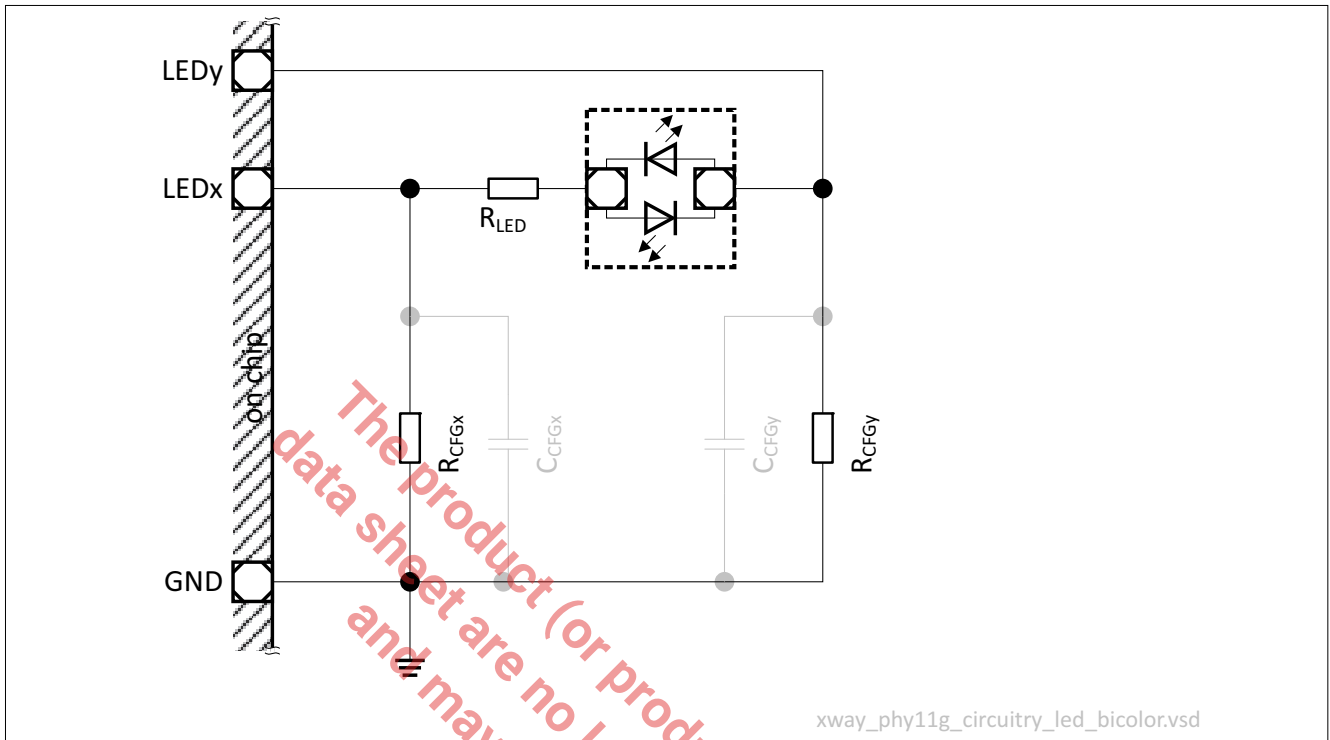 LEDy
LEDx
RLED
on chip
RCFGx
CCFGx
CCFGy
RCFGy
GND
The product (or produ
data sheet are no
and may
xway_phy11g_circuitry_led_bicolor.vsd